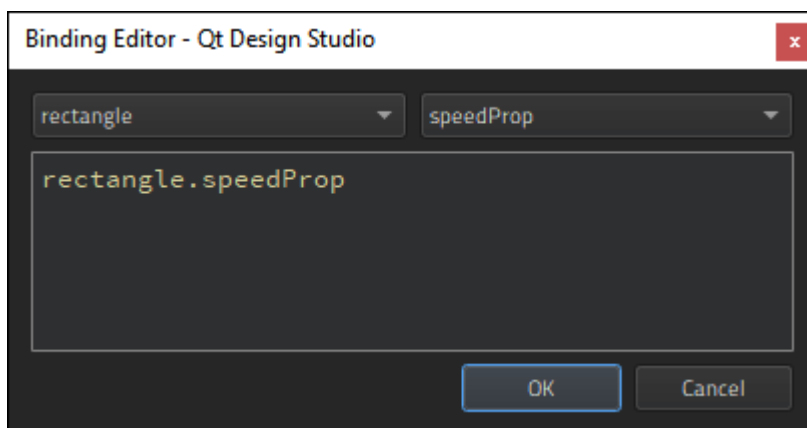 Binding Editor - Qt Design Studio
x
rectangle speedProp
rectangle.speedProp
OK Cancel